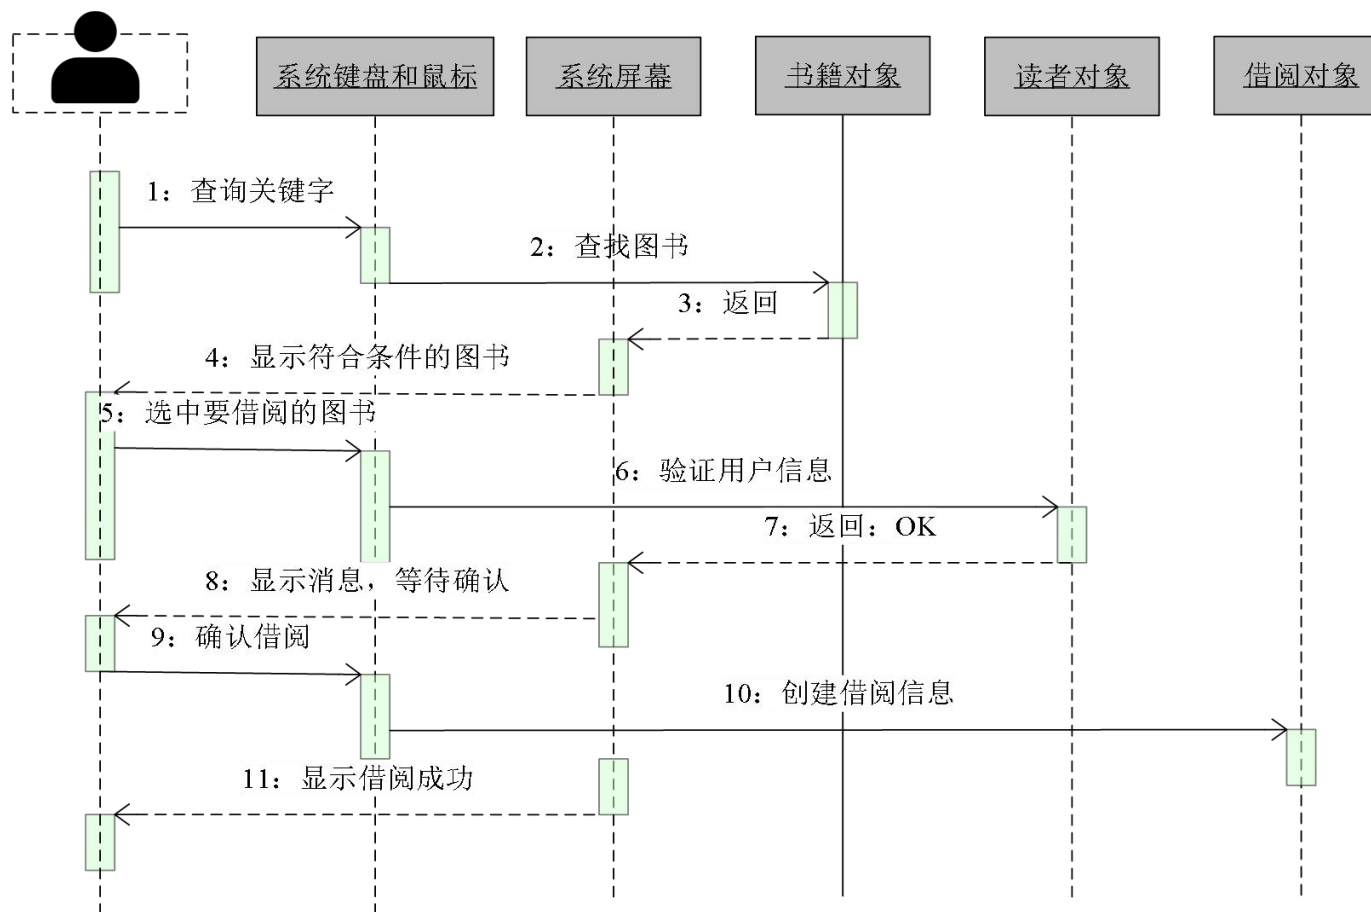 系统键盘和鼠标
系统屏幕
书籍对象
读者对象
借阅对象
1：查询关键字
2：查找图书
3：返回
4：显示符合条件的图书
5：选中要借阅的图书
6：验证用户信息
7：返回：OK
8：显示消息，等待确认
9：确认借阅
10：创建借阅信息
11：显示借阅成功